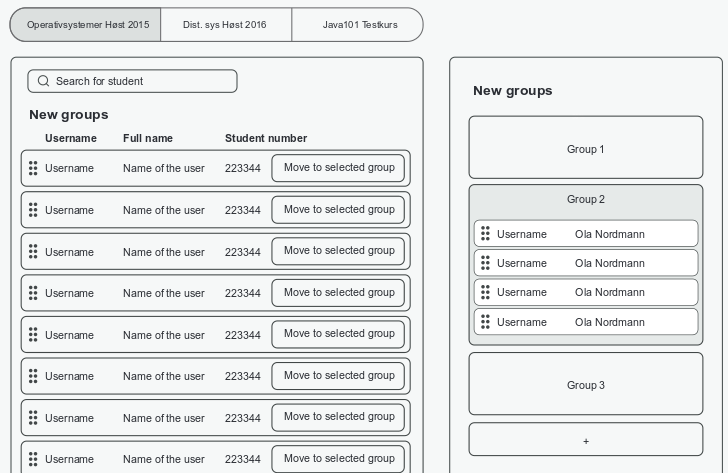 Operativsystemer Høst 2015 Dist. sys Høst 2016 Java101 Testkurs
Search for student
New groups
Username Full name Student number
Username Name of the user 223344 Move to selected group
Username Name of the user 223344 Move to selected group
Username Name of the user 223344 Move to selected group
Username Name of the user 223344 Move to selected group
Username Name of the user 223344 Move to selected group
Username Name of the user 223344 Move to selected group
Username Name of the user 223344 Move to selected group
Username Name of the user 223344 Move to selected group
New groups
Group 1
Group 2
Username Ola Nordmann
Username Ola Nordmann
Username Ola Nordmann
Username Ola Nordmann
Group 3
+